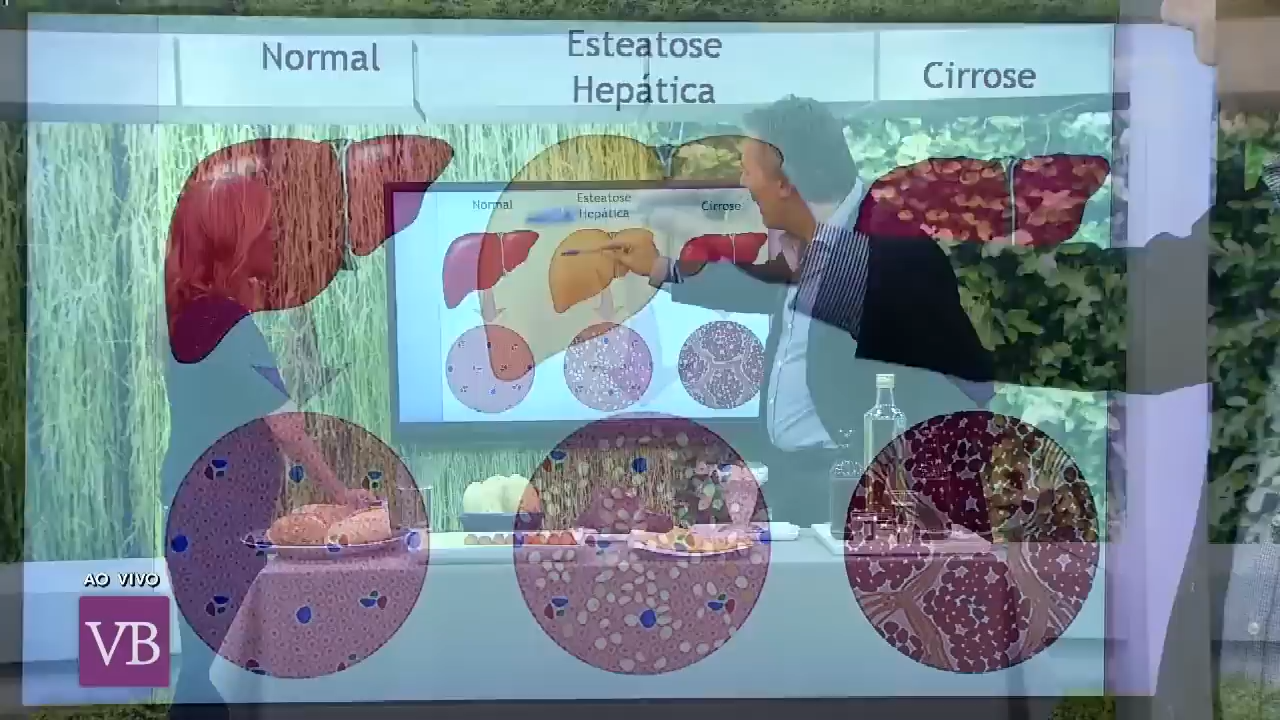 Normal
Esteatose
Hepática
Cirrose
Normal
Esteatose
Hepática
Cirrose
AO VIVO
VB